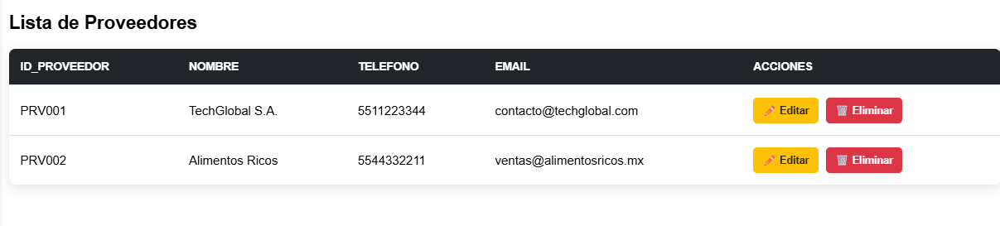 Lista de Proveedores
ID_PROVEEDOR NOMBRE TELEFONO EMAIL ACCIONES
PRV001 TechGlobal S.A. 5511223344 contacto@techglobal.com Editar Eliminar
PRV002 Alimentos Ricos 5544332211 ventas@alimentosricos.mx Editar Eliminar